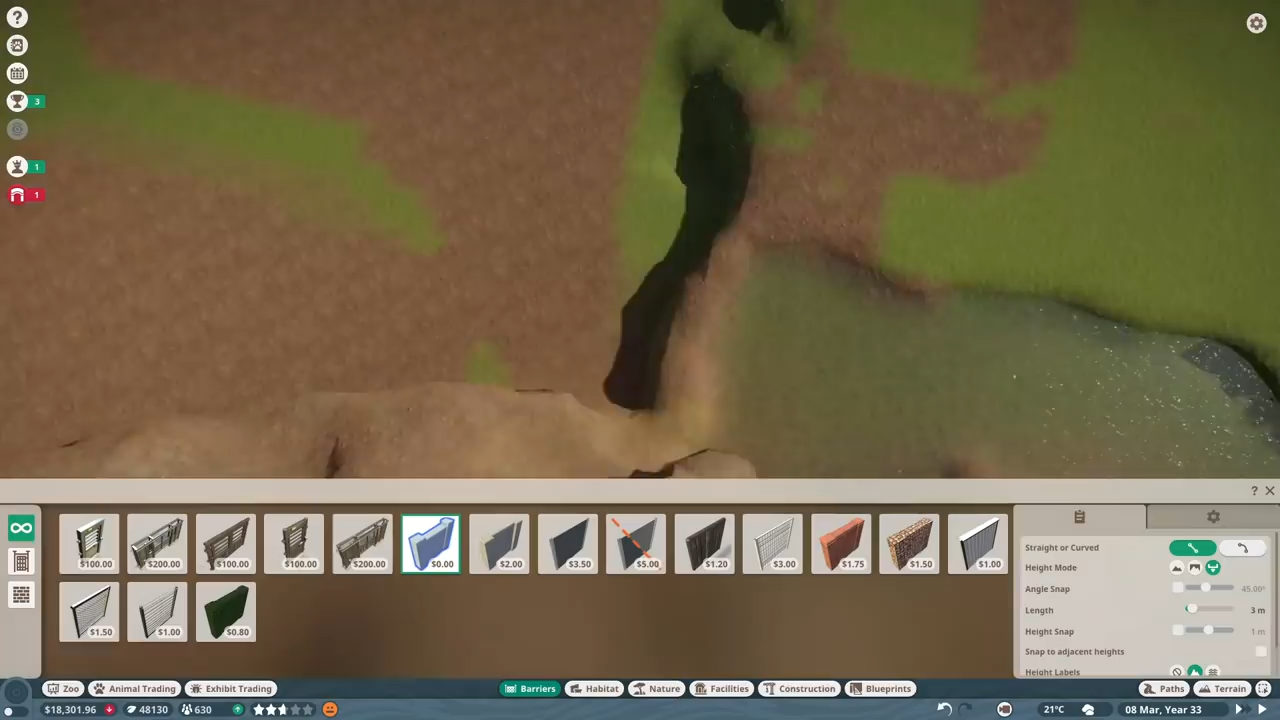 ?
3
1
1
? ×
$100.00 $200.00 $100.00 $100.00 $200.00 $0.00 $2.00 $3.50 $5.00 $1.20 $3.00 $1.75 $1.50 $1.00
$1.50 $1.00 $0.80
Straight or Curved
Height Mode
Angle Snap 45.00°
Length 3 m
Height Snap 1 m
Snap to adjacent heights
Height Labels
Zoo Animal Trading Exhibit Trading Barriers Habitat Nature Facilities Construction Blueprints Paths Terrain
$18,301.96 48130 630 21°C 08 Mar, Year 33